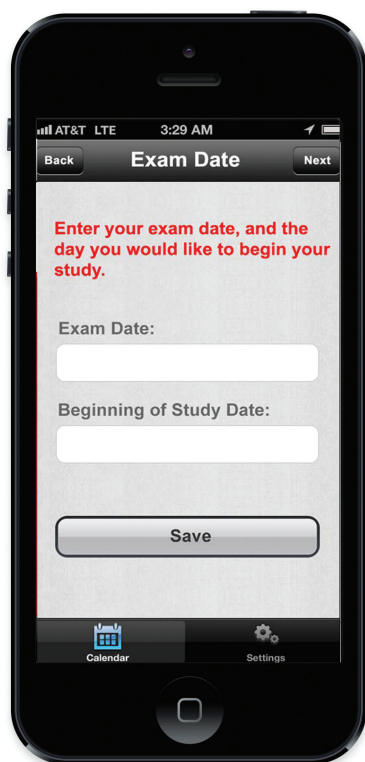 AT&T LTE 3:29 AM
Back Exam Date Next
Enter your exam date, and the
day you would like to begin your
study.
Exam Date:
Beginning of Study Date:
Save
Calendar Settings